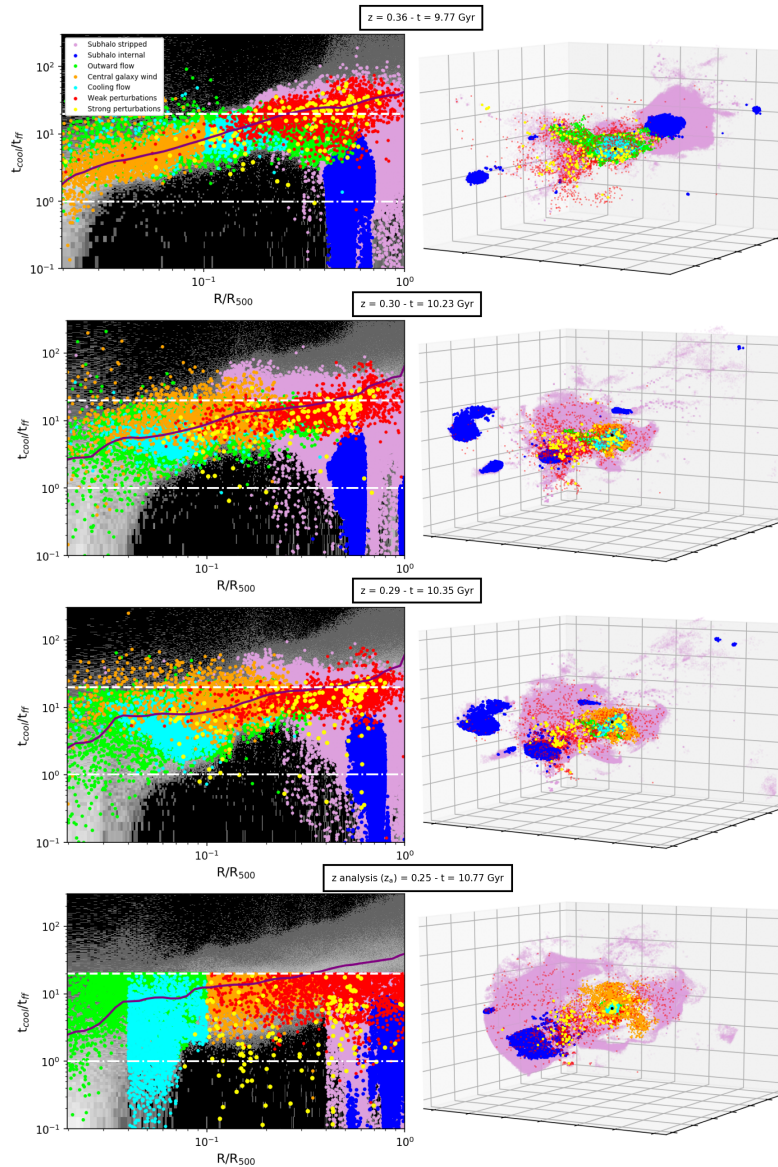 z = 0.36 - t = 9.77 Gyr
Subhalo stripped
Subhalo internal
Outward flow
Central galaxy wind
Cooling flow
Weak perturbations
Strong perturbations
10²
10¹
10⁰
10⁻¹
t_cool/t_ff
10⁻¹
10⁰
R/R₅₀₀
z = 0.30 - t = 10.23 Gyr
10²
10¹
10⁰
10⁻¹
t_cool/t_ff
10⁻¹
10⁰
R/R₅₀₀
z = 0.29 - t = 10.35 Gyr
10²
10¹
10⁰
10⁻¹
t_cool/t_ff
10⁻¹
10⁰
R/R₅₀₀
z analysis (zₐ) = 0.25 - t = 10.77 Gyr
10²
10¹
10⁰
10⁻¹
t_cool/t_ff
10⁻¹
10⁰
R/R₅₀₀